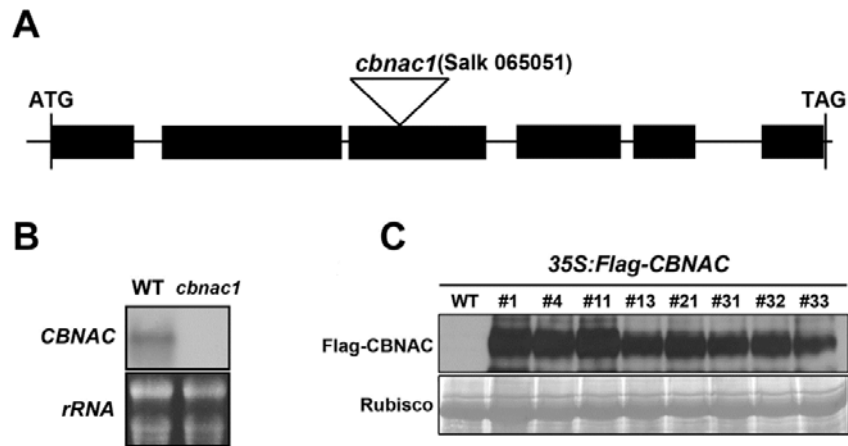 A
cbnac1(Salk 065051)
ATG
TAG
B
WT cbnac1
CBNAC
rRNA
C
35S:Flag-CBNAC
WT #1 #4 #11 #13 #21 #31 #32 #33
Flag-CBNAC
Rubisco